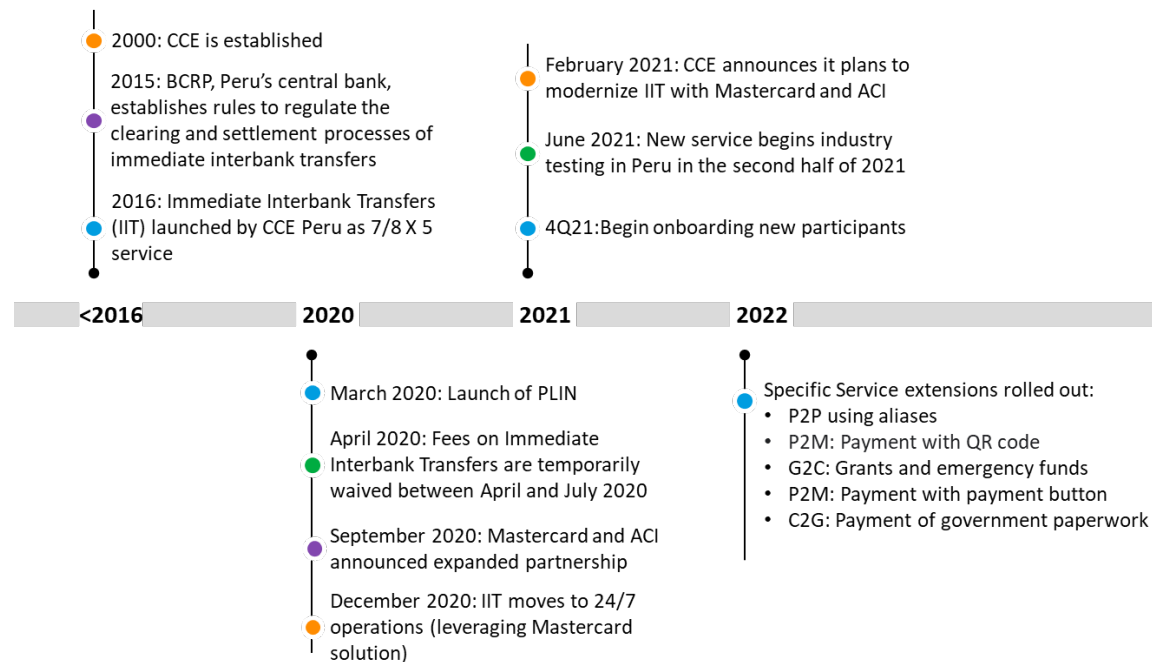 2000: CCE is established
2015: BCRP, Peru's central bank,
establishes rules to regulate the
clearing and settlement processes of
immediate interbank transfers
2016: Immediate Interbank Transfers
(IIT) launched by CCE Peru as 7/8 X 5
service
February 2021: CCE announces it plans to
modernize IIT with Mastercard and ACI
June 2021: New service begins industry
testing in Peru in the second half of 2021
4Q21:Begin onboarding new participants
<2016
2020
2021
2022
March 2020: Launch of PLIN
April 2020: Fees on Immediate
Interbank Transfers are temporarily
waived between April and July 2020
September 2020: Mastercard and ACI
announced expanded partnership
December 2020: IIT moves to 24/7
operations (leveraging Mastercard
solution)
Specific Service extensions rolled out:
• P2P using aliases
• P2M: Payment with QR code
• G2C: Grants and emergency funds
• P2M: Payment with payment button
• C2G: Payment of government paperwork